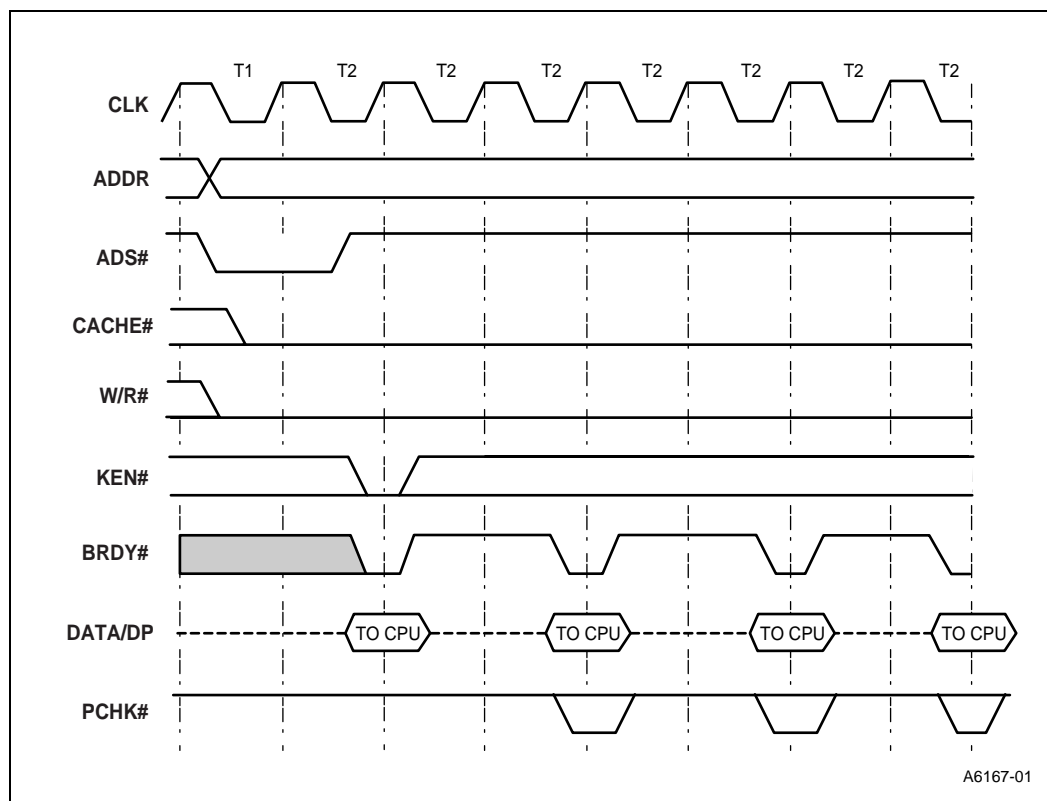 T1 T2 T2 T2 T2 T2 T2 T2
CLK
ADDR
ADS#
CACHE#
W/R#
KEN#
BRDY#
DATA/DP TO CPU TO CPU TO CPU TO CPU
PCHK#
A6167-01